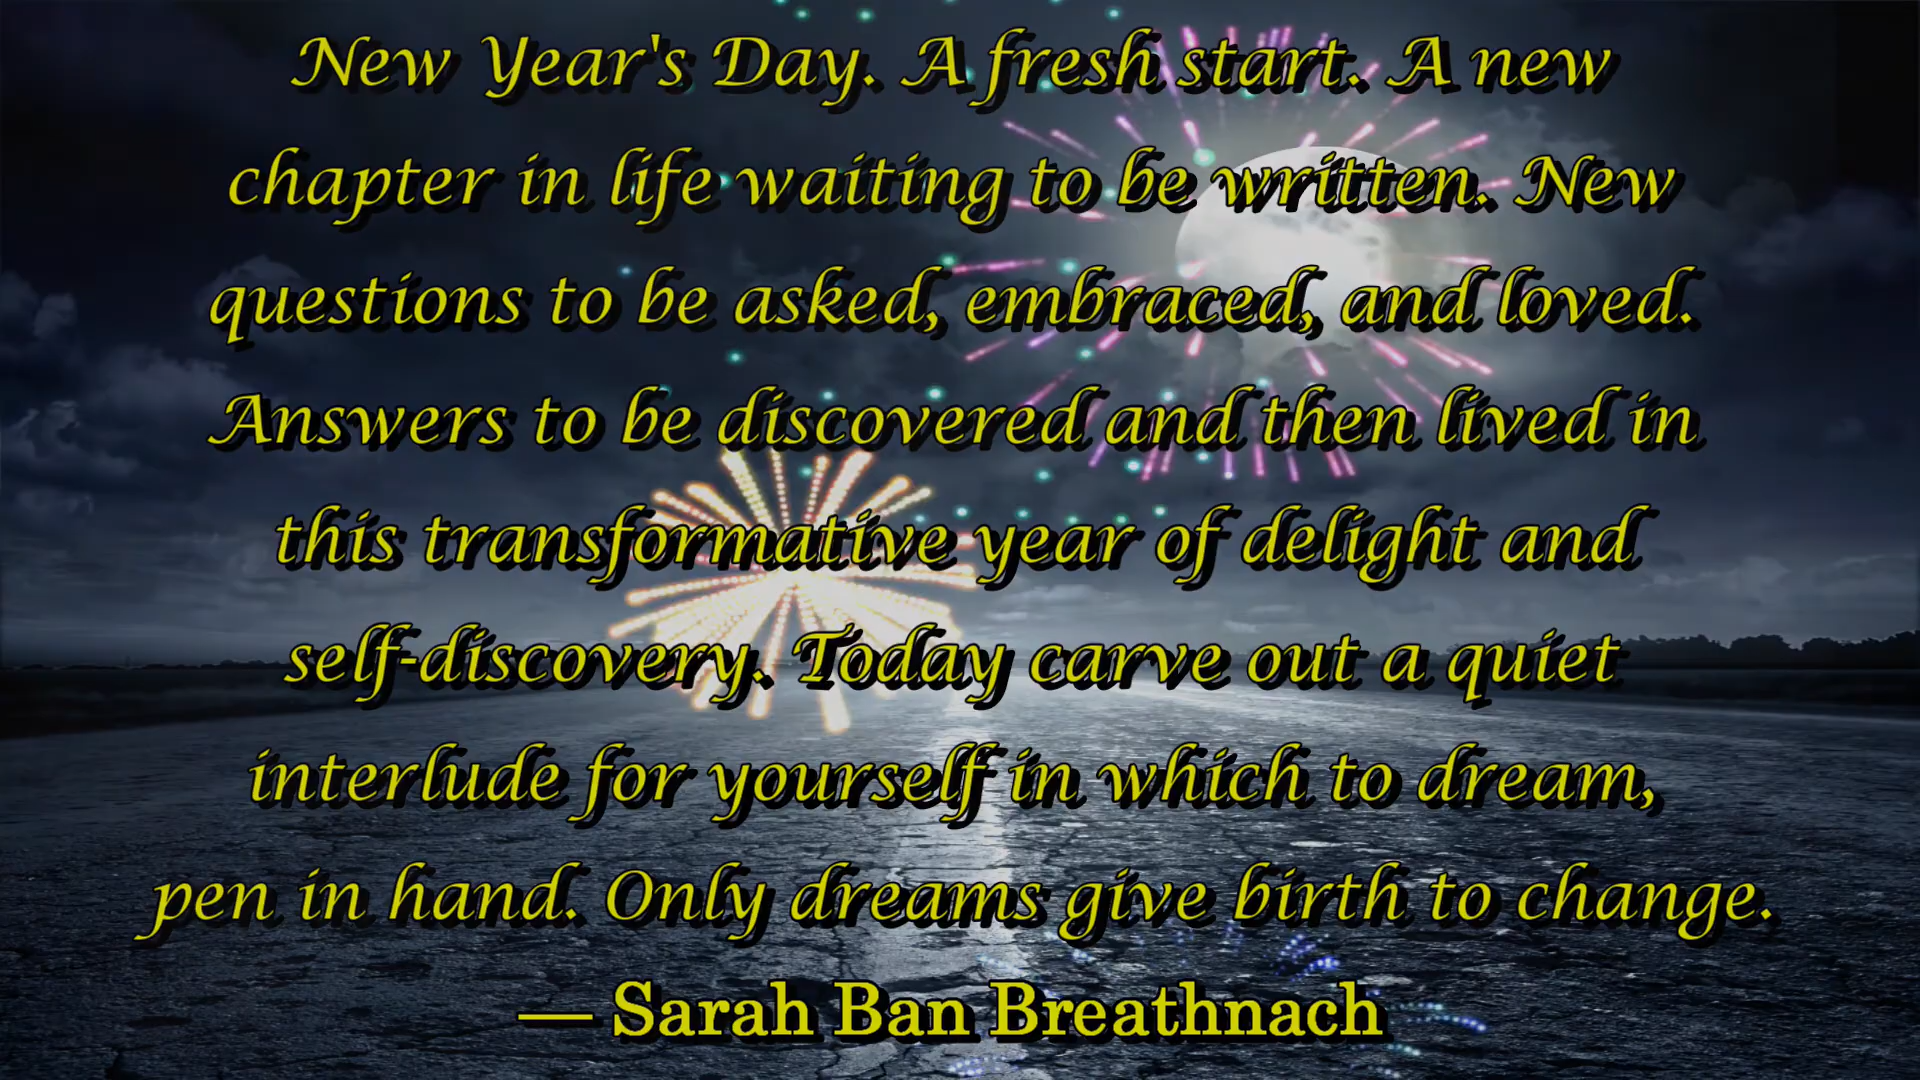 New Year's Day. A fresh start. A new
chapter in life waiting to be written. New
questions to be asked, embraced, and loved.
Answers to be discovered and then lived in
this transformative year of delight and
self-discovery. Today carve out a quiet
interlude for yourself in which to dream,
pen in hand. Only dreams give birth to change.
— Sarah Ban Breathnach